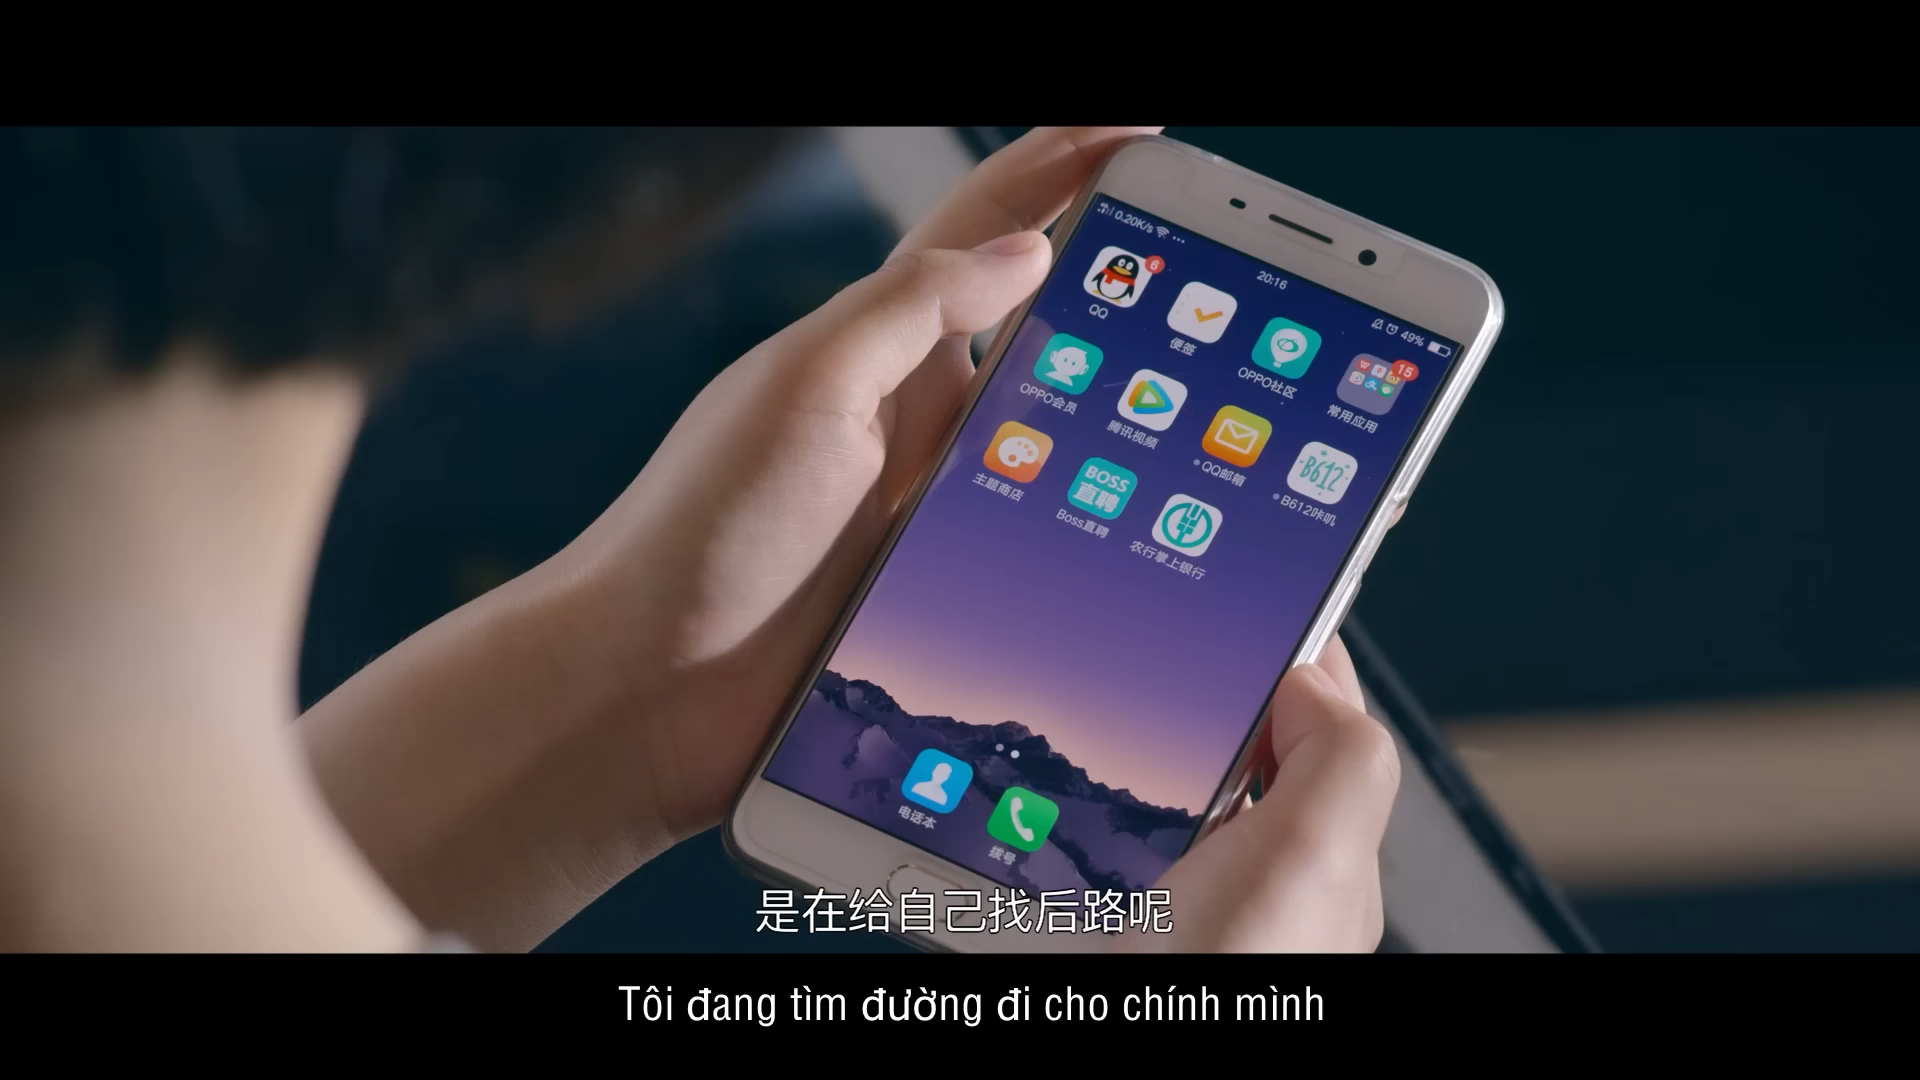 0.20K/s
20:16
49%
QQ
6
便签
OPPO社区
15
常用应用
OPPO会员
腾讯视频
QQ邮箱
B612
B612咔叽
主题商店
BOSS
直聘
Boss直聘
农行掌上银行
电话本
拨号
是在给自己找后路呢
Tôi đang tìm đường đi cho chính mình